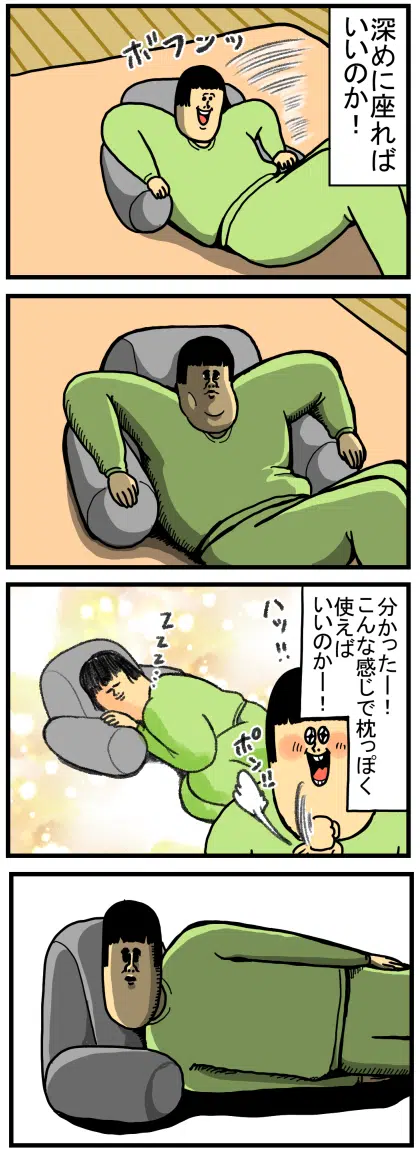 深めに座れば
いいのか！
ボフンッ
分かったー！
こんな感じで枕っぽく
使えば
いいのかー！
ハッ！！
ZZZ…
ポン！！